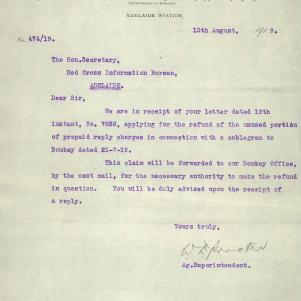 (INCORPORATED IN ENGLAND)
ADELAIDE STATION,
12th August, 1919.
No. 474/19.
The Hon.Secretary,
Red Cross Information Bureau,
ADELAIDE.
Dear Sir,
We are in receipt of your letter dated 12th
instant, No. 7626, applying for the refund of the unused portion
of prepaid reply charges in connection with a coblegram to
Bombay dated 21-7-19.
This claim will be forwarded to our Bombay Office,
by the next mail, for the necessary authority to make the refund
in question. You will be duly advised upon the receipt of
a reply.
Yours truly,
Ag.Superintendent.